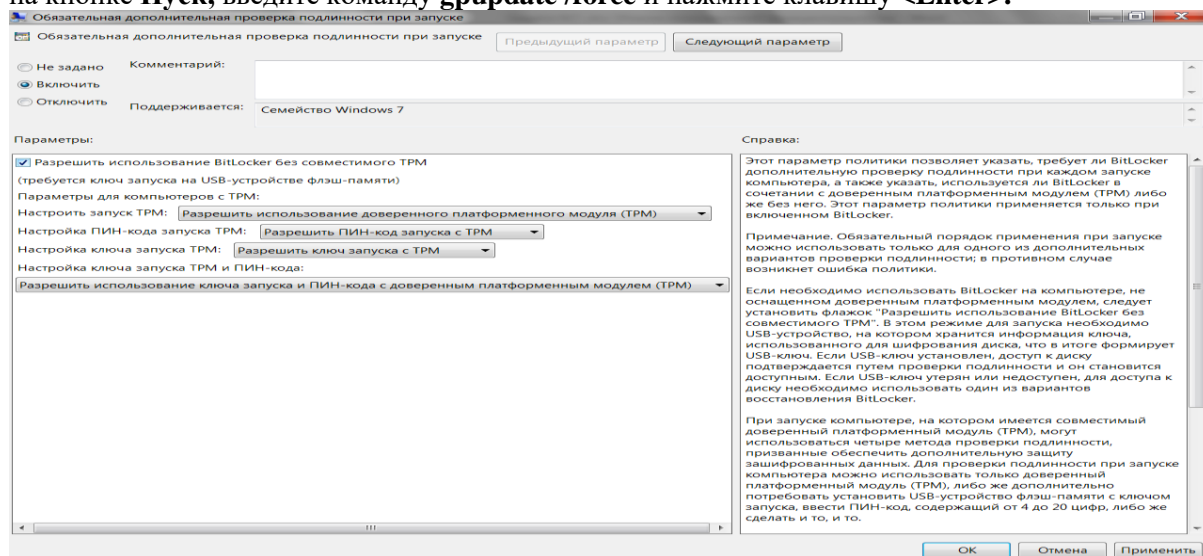 на кнопке Пуск, введите команду gpupdate /force и нажмите клавишу <Enter>.
Обязательная дополнительная проверка подлинности при запуске
Обязательная дополнительная проверка подлинности при запуске
Предыдущий параметр
Следующий параметр
Не задано
Комментарий:
Включить
Отключить
Поддерживается:
Семейство Windows 7
Параметры:
Разрешить использование BitLocker без совместимого TPM
(требуется ключ запуска на USB-устройстве флэш-памяти)
Параметры для компьютеров с TPM:
Настроить запуск TPM: Разрешить использование доверенного платформенного модуля (TPM)
Настройка ПИН-кода запуска TPM: Разрешить ПИН-код запуска с TPM
Настройка ключа запуска TPM: Разрешить ключ запуска с TPM
Настройка ключа запуска TPM и ПИН-кода:
Разрешить использование ключа запуска и ПИН-кода с доверенным платформенным модулем (TPM)
Справка:
Этот параметр политики позволяет указать, требует ли BitLocker
дополнительную проверку подлинности при каждом запуске
компьютера, а также указать, используется ли BitLocker в
сочетании с доверенным платформенным модулем (TPM) либо
же без него. Этот параметр политики применяется только при
включенном BitLocker.
Примечание. Обязательный порядок применения при запуске
можно использовать только для одного из дополнительных
вариантов проверки подлинности; в противном случае
возникнет ошибка политики.
Если необходимо использовать BitLocker на компьютере, не
оснащенном доверенным платформенным модулем, следует
установить флажок "Разрешить использование BitLocker без
совместимого TPM". В этом режиме для запуска необходимо
USB-устройство, на котором хранится информация ключа,
использованного для шифрования диска, что в итоге формирует
USB-ключ. Если USB-ключ установлен, доступ к диску
подтверждается путем проверки подлинности и он становится
доступным. Если USB-ключ утерян или недоступен, для доступа к
диску необходимо использовать один из вариантов
восстановления BitLocker.
При запуске компьютере, на котором имеется совместимый
доверенный платформенный модуль (TPM), могут
использоваться четыре метода проверки подлинности,
призванные обеспечить дополнительную защиту
зашифрованных данных. Для проверки подлинности при запуске
компьютера можно использовать только доверенный
платформенный модуль (TPM), либо же дополнительно
потребовать установить USB-устройство флэш-памяти с ключом
запуска, ввести ПИН-код, содержащий от 4 до 20 цифр, либо же
сделать и то, и то.
ОК
Отмена
Применить